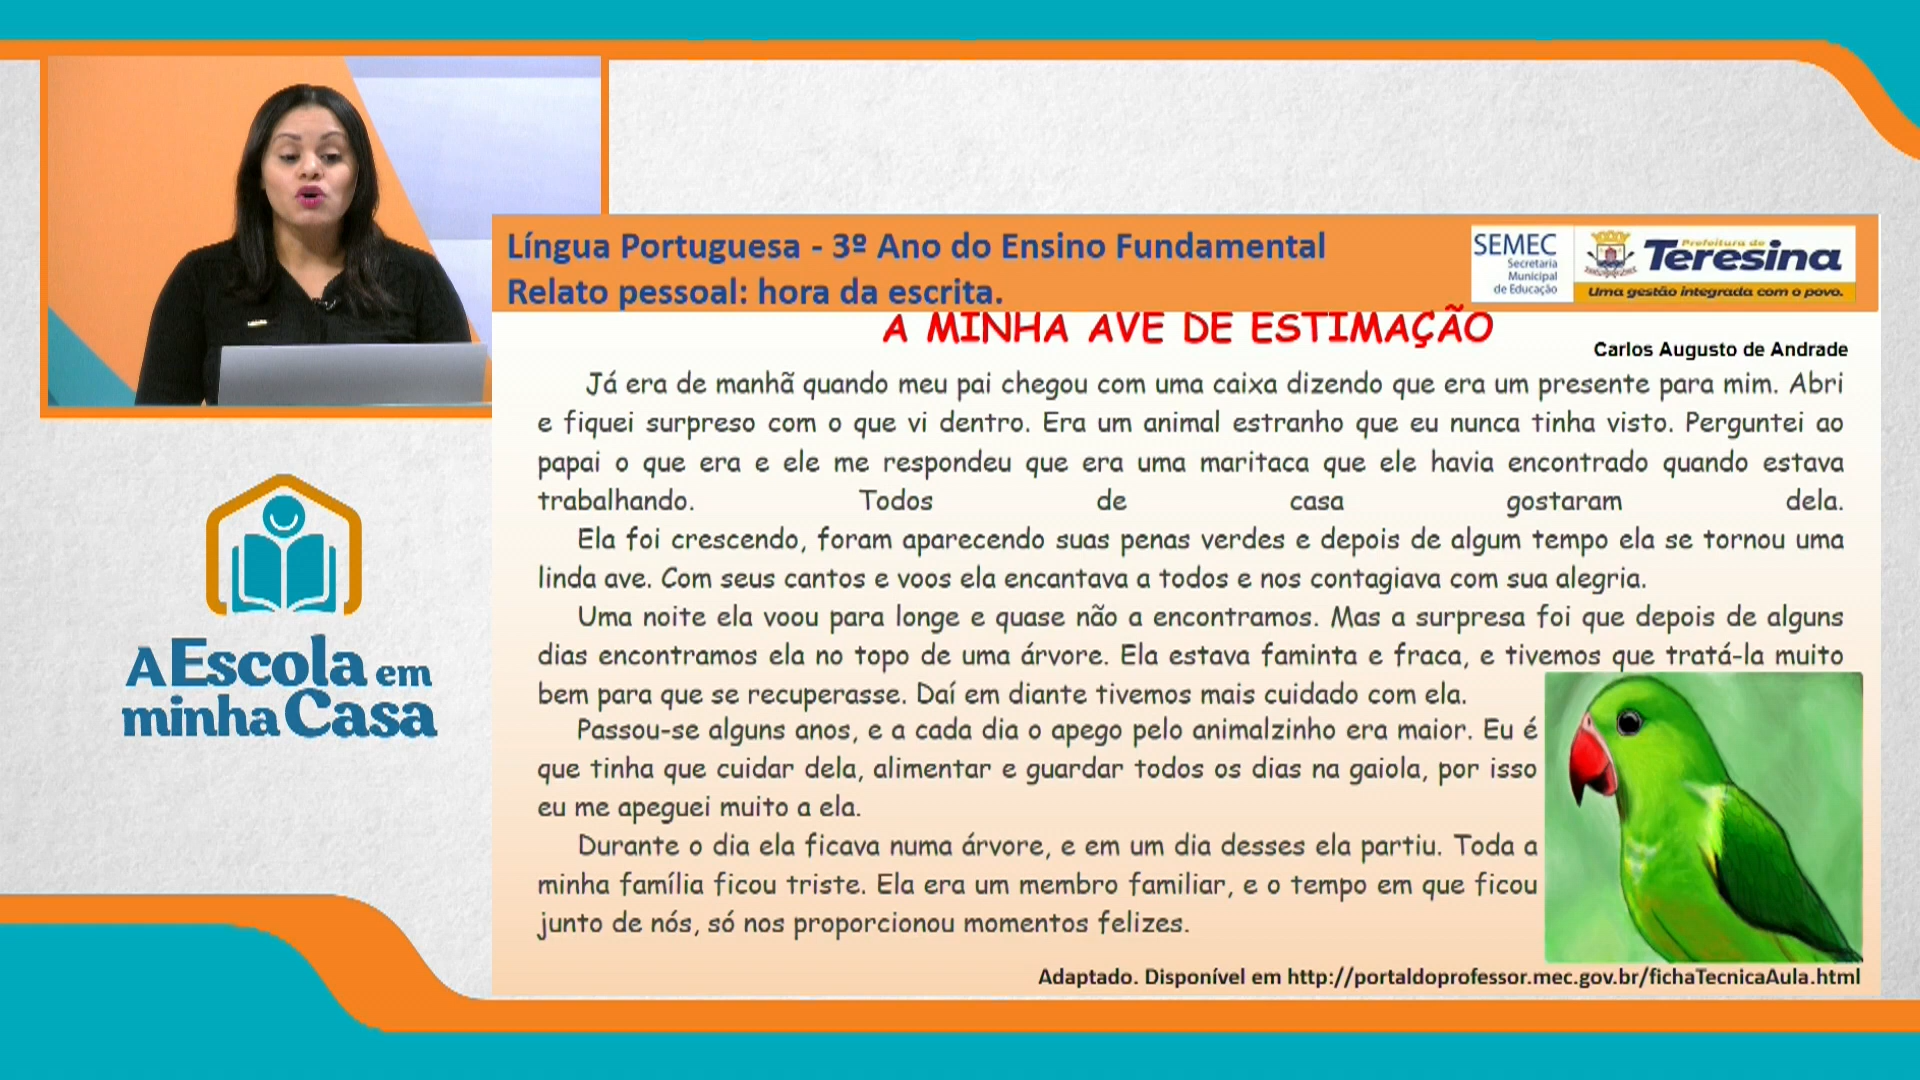 Língua Portuguesa - 3º Ano do Ensino Fundamental
Relato pessoal: hora da escrita.
SEMEC
Secretaria
Municipal
de Educação
Prefeitura de
Teresina
Uma gestão integrada com o povo.
A MINHA AVE DE ESTIMAÇÃO
Carlos Augusto de Andrade
Já era de manhã quando meu pai chegou com uma caixa dizendo que era um presente para mim. Abri
e fiquei surpreso com o que vi dentro. Era um animal estranho que eu nunca tinha visto. Perguntei ao
papai o que era e ele me respondeu que era uma maritaca que ele havia encontrado quando estava
trabalhando. Todos de casa gostaram dela.
Ela foi crescendo, foram aparecendo suas penas verdes e depois de algum tempo ela se tornou uma
linda ave. Com seus cantos e voos ela encantava a todos e nos contagiava com sua alegria.
Uma noite ela voou para longe e quase não a encontramos. Mas a surpresa foi que depois de alguns
dias encontramos ela no topo de uma árvore. Ela estava faminta e fraca, e tivemos que tratá-la muito
bem para que se recuperasse. Daí em diante tivemos mais cuidado com ela.
Passou-se alguns anos, e a cada dia o apego pelo animalzinho era maior. Eu é
que tinha que cuidar dela, alimentar e guardar todos os dias na gaiola, por isso
eu me apeguei muito a ela.
Durante o dia ela ficava numa árvore, e em um dia desses ela partiu. Toda a
minha família ficou triste. Ela era um membro familiar, e o tempo em que ficou
junto de nós, só nos proporcionou momentos felizes.
Adaptado. Disponível em http://portaldoprofessor.mec.gov.br/fichaTecnicaAula.html
A Escola em
minha Casa